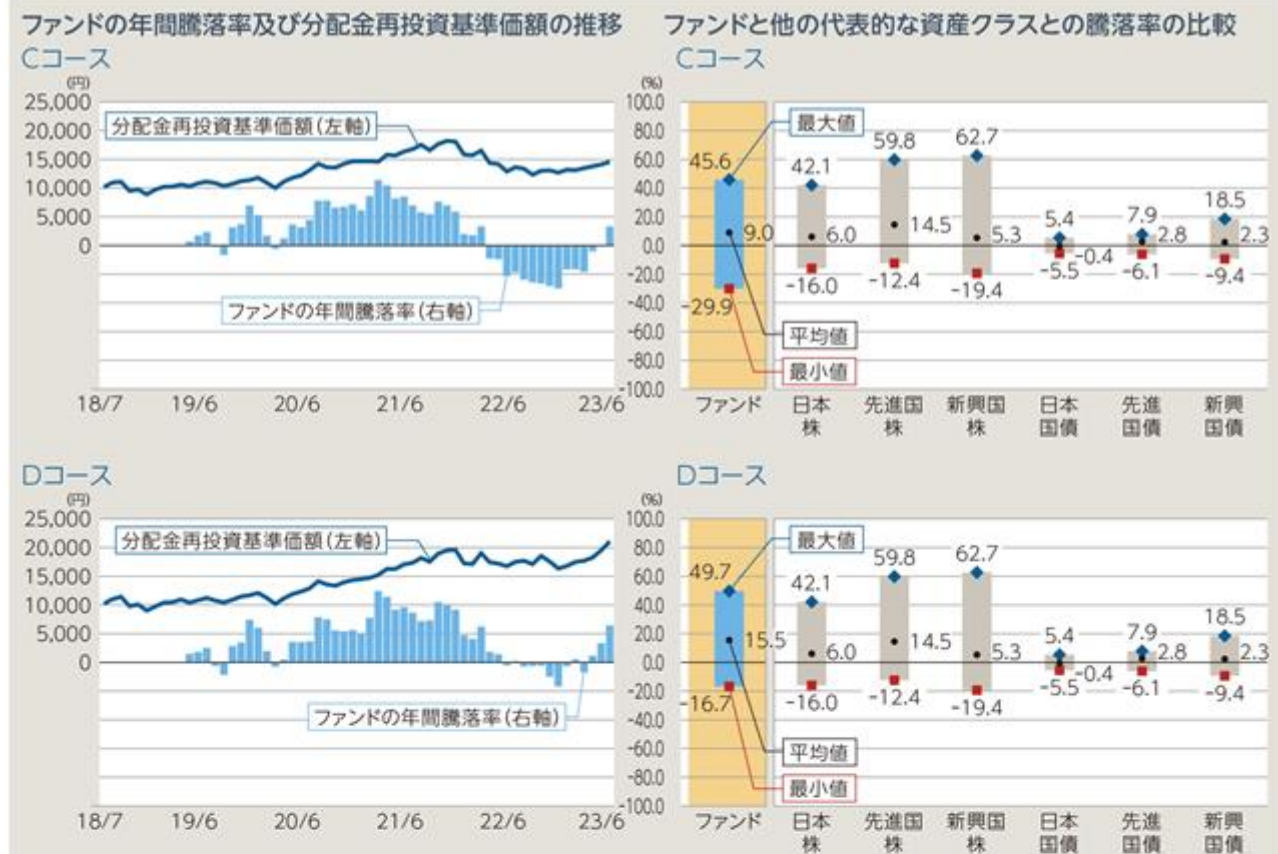 ファンドの年間騰落率及び分配金再投資基準価額の推移
Cコース
(円)
25,000
20,000
15,000
10,000
5,000
0
分配金再投資基準価額(左軸)
ファンドの年間騰落率(右軸)
(%)
100.0
80.0
60.0
40.0
20.0
0.0
-20.0
-40.0
-60.0
-80.0
-100.0
18/7 19/6 20/6 21/6 22/6 23/6
ファンドと他の代表的な資産クラスとの騰落率の比較
Cコース
最大値
平均値
最小値
45.6 42.1 59.8 62.7 5.4 7.9 18.5
9.0 6.0 14.5 5.3 -0.4 2.8 2.3
-29.9 -16.0 -12.4 -19.4 -5.5 -6.1 -9.4
ファンド 日本株 先進国株 新興国株 日本国債 先進国債 新興国債
Dコース
(円)
25,000
20,000
15,000
10,000
5,000
0
分配金再投資基準価額(左軸)
ファンドの年間騰落率(右軸)
(%)
100.0
80.0
60.0
40.0
20.0
0.0
-20.0
-40.0
-60.0
-80.0
-100.0
18/7 19/6 20/6 21/6 22/6 23/6
Dコース
最大値
平均値
最小値
49.7 42.1 59.8 62.7 5.4 7.9 18.5
15.5 6.0 14.5 5.3 -0.4 2.8 2.3
-16.7 -16.0 -12.4 -19.4 -5.5 -6.1 -9.4
ファンド 日本株 先進国株 新興国株 日本国債 先進国債 新興国債